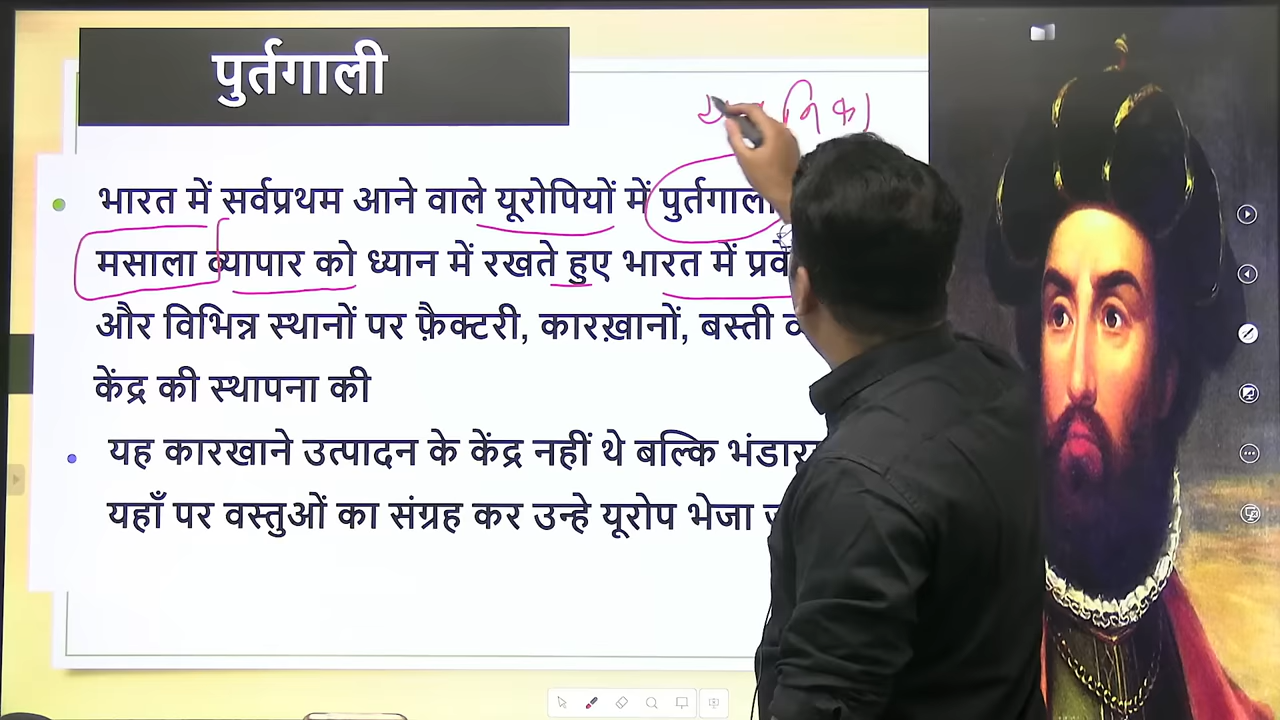 पुर्तगाली
निका
भारत में सर्वप्रथम आने वाले यूरोपियों में पुर्तगाली
मसाला व्यापार को ध्यान में रखते हुए भारत में
और विभिन्न स्थानों पर फ़ैक्टरी, कारख़ानों, बस्ती
केंद्र की स्थापना की
यह कारखाने उत्पादन के केंद्र नहीं थे बल्कि
यहाँ पर वस्तुओं का संग्रह कर उन्हे यूरोप भेजा